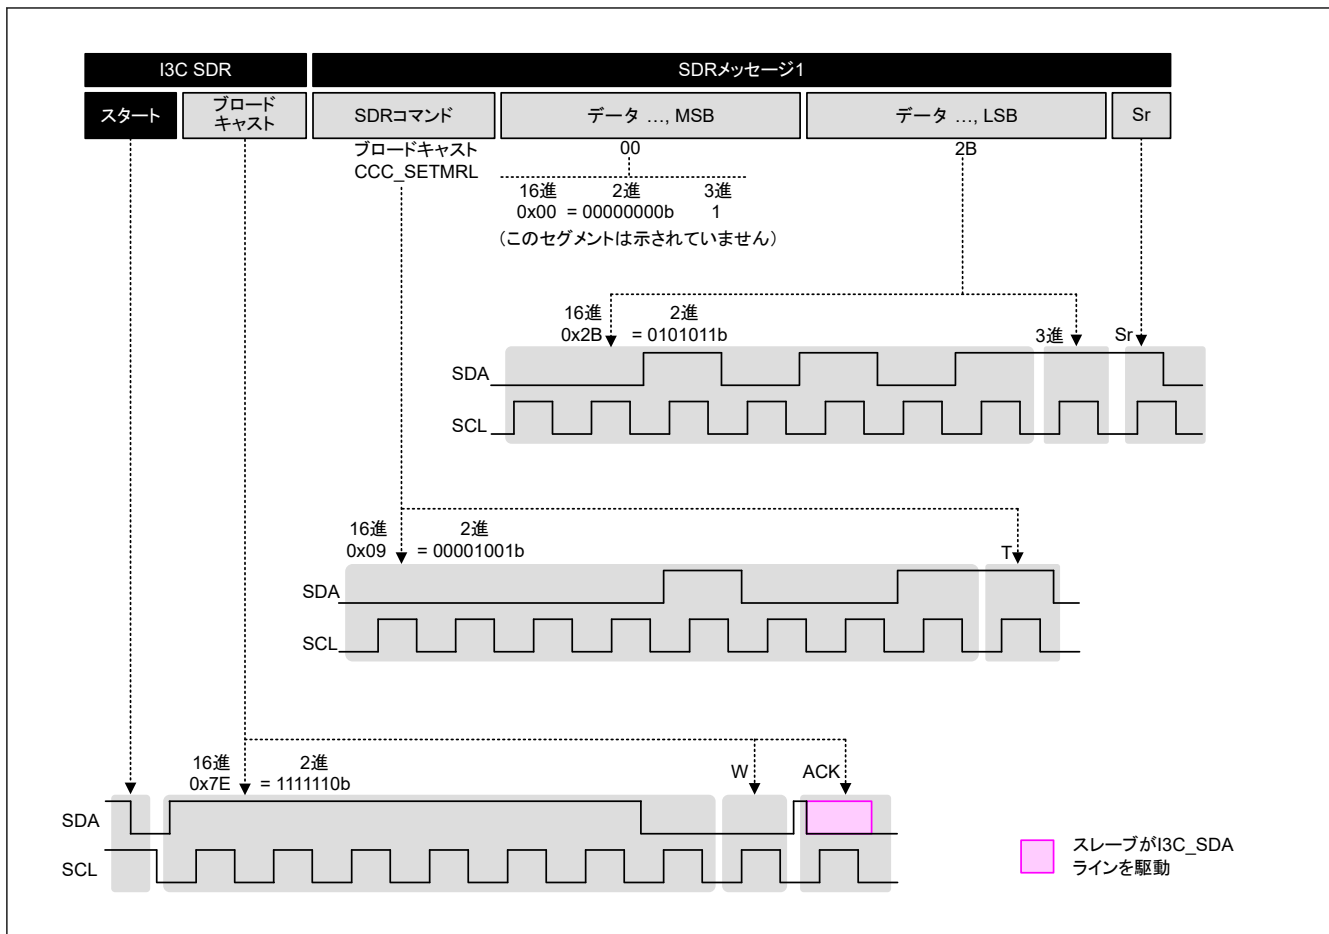 I3C SDR
SDRメッセージ1
スタート
ブロード
キャスト
SDRコマンド
データ …, MSB
データ …, LSB
Sr
ブロードキャスト
CCC_SETMRL
00
2B
16進 2進 3進
0x00 = 00000000b 1
(このセグメントは示されていません)
16進 2進
0x2B = 0101011b
3進
Sr
SDA
SCL
16進 2進
0x09 = 00001001b
T
SDA
SCL
16進 2進
0x7E = 1111110b
W
ACK
SDA
SCL
スレーブがI3C_SDA
ラインを駆動